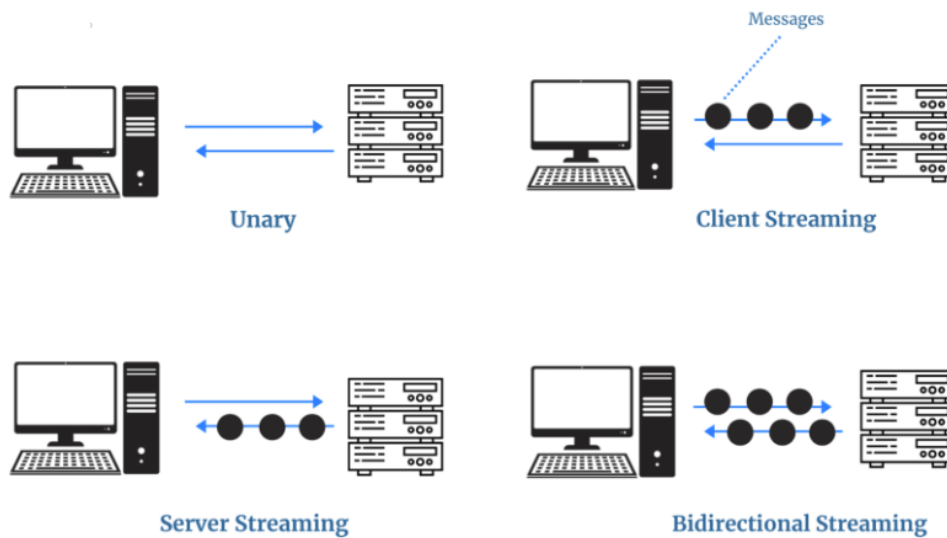 Messages
Unary
Client Streaming
Server Streaming
Bidirectional Streaming